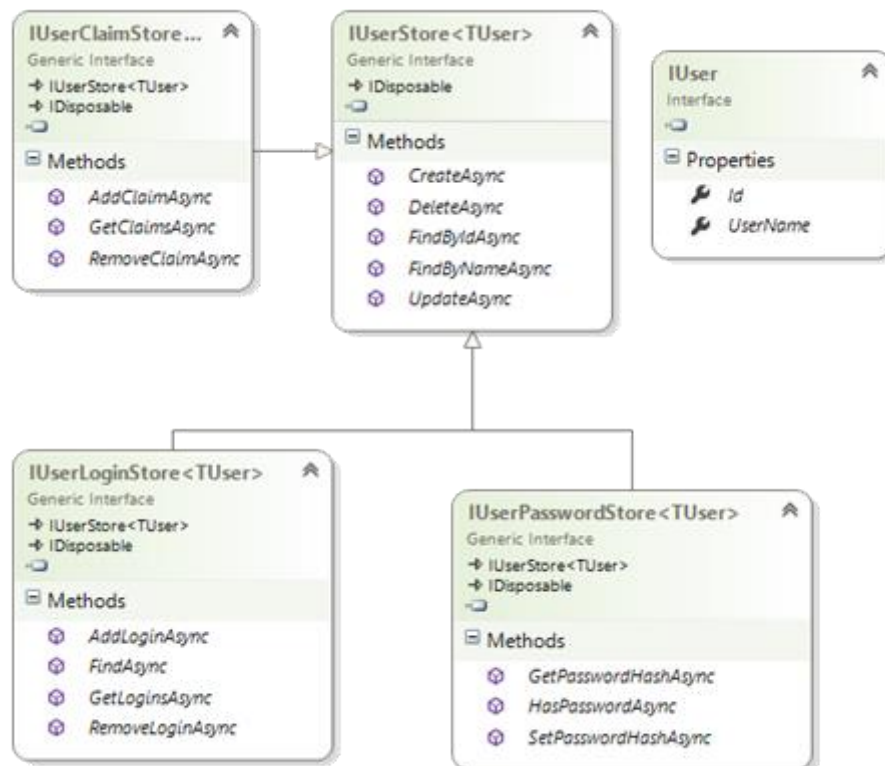 IUserClaimStore...
Generic Interface
IUserStore<TUser>
IDisposable
Methods
AddClaimAsync
GetClaimsAsync
RemoveClaimAsync
IUserStore<TUser>
Generic Interface
IDisposable
Methods
CreateAsync
DeleteAsync
FindByIdAsync
FindByNameAsync
UpdateAsync
IUser
Interface
Properties
Id
UserName
IUserLoginStore<TUser>
Generic Interface
IUserStore<TUser>
IDisposable
Methods
AddLoginAsync
FindAsync
GetLoginsAsync
RemoveLoginAsync
IUserPasswordStore<TUser>
Generic Interface
IUserStore<TUser>
IDisposable
Methods
GetPasswordHashAsync
HasPasswordAsync
SetPasswordHashAsync